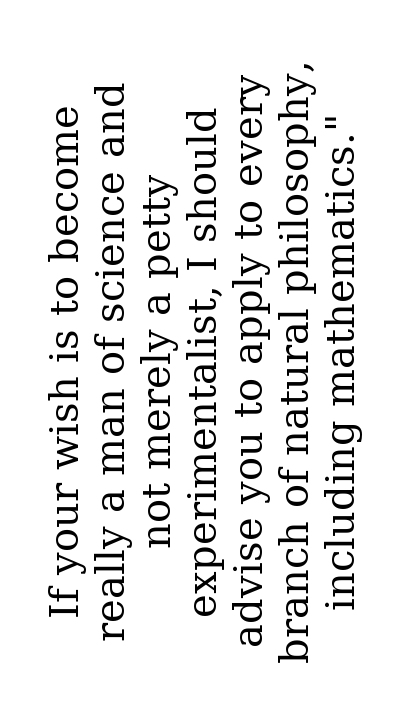 If your wish is to become
really a man of science and
not merely a petty
experimentalist, I should
advise you to apply to every
branch of natural philosophy,
including mathematics."